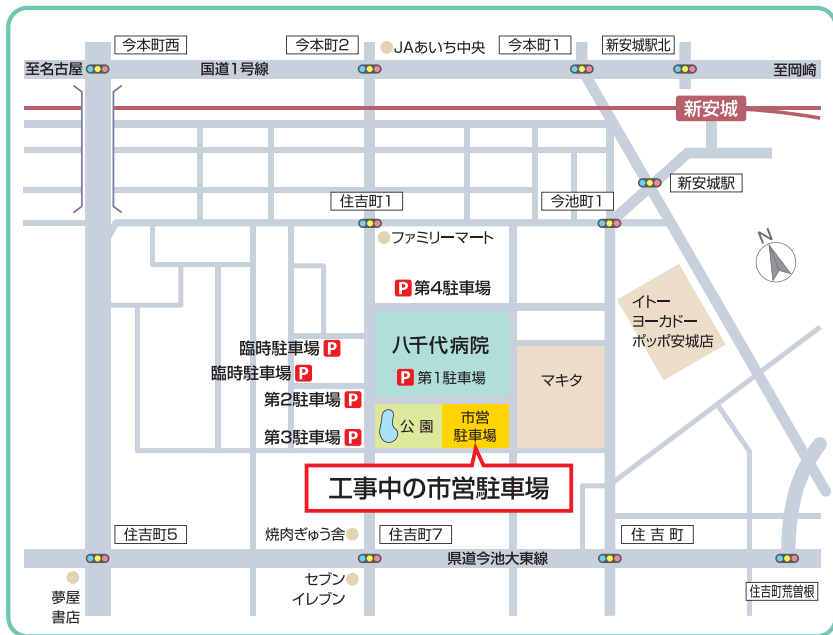 今本町西
今本町2
JAあいち中央
今本町1
新安城駅北
至名古屋
国道1号線
至岡崎
新安城
新安城駅
住吉町1
今池町1
ファミリーマート
N
P 第4駐車場
イトー
ヨーカドー
ポッポ安城店
八千代病院
臨時駐車場 P
臨時駐車場 P
P 第1駐車場
マキタ
第2駐車場 P
公園
市営
駐車場
第3駐車場 P
工事中の市営駐車場
住吉町5
焼肉ぎゅう舎
住吉町7
住吉町
県道今池大東線
セブン
イレブン
夢屋
書店
住吉町荒曽根